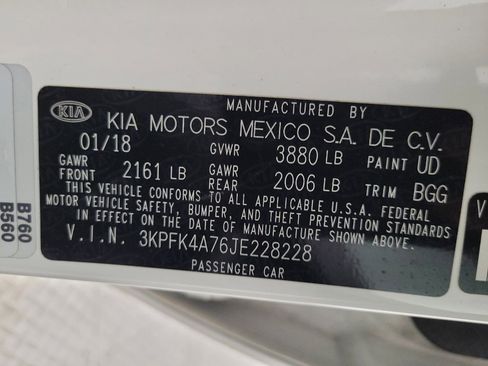 MANUFACTURED BY
KIA KIA MOTORS MEXICO S.A. DE C.V.
01/18 GVWR 3880 LB PAINT UD
GAWR FRONT 2161 LB GAWR REAR 2006 LB TRIM BGG
THIS VEHICLE CONFORMS TO ALL APPLICABLE U.S.A. FEDERAL
MOTOR VEHICLE SAFETY, BUMPER, AND THEFT PREVENTION STANDARDS
IN EFFECT ON THE DATE OF MANUFACTURE SHOWN ABOVE.
V.I.N. 3KPFK4A76JE228228
PASSENGER CAR
B760
B560
V